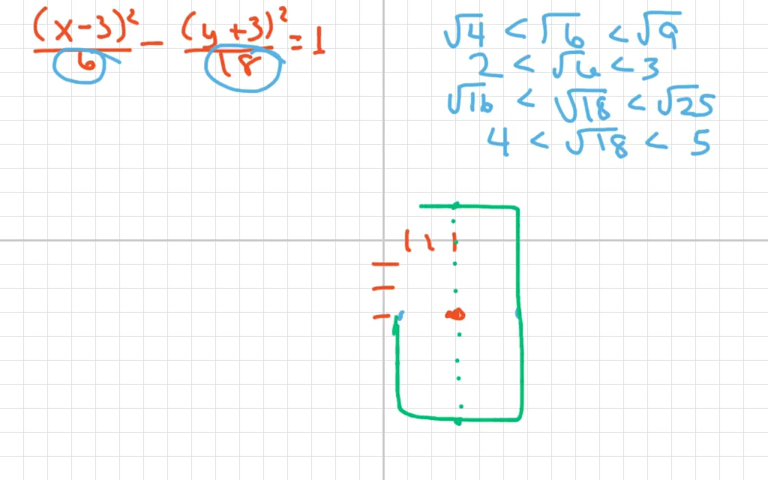 (x-3)²/6 - (y+3)²/18 = 1
√4 < √6 < √9
2 < √6 < 3
√16 < √18 < √25
4 < √18 < 5